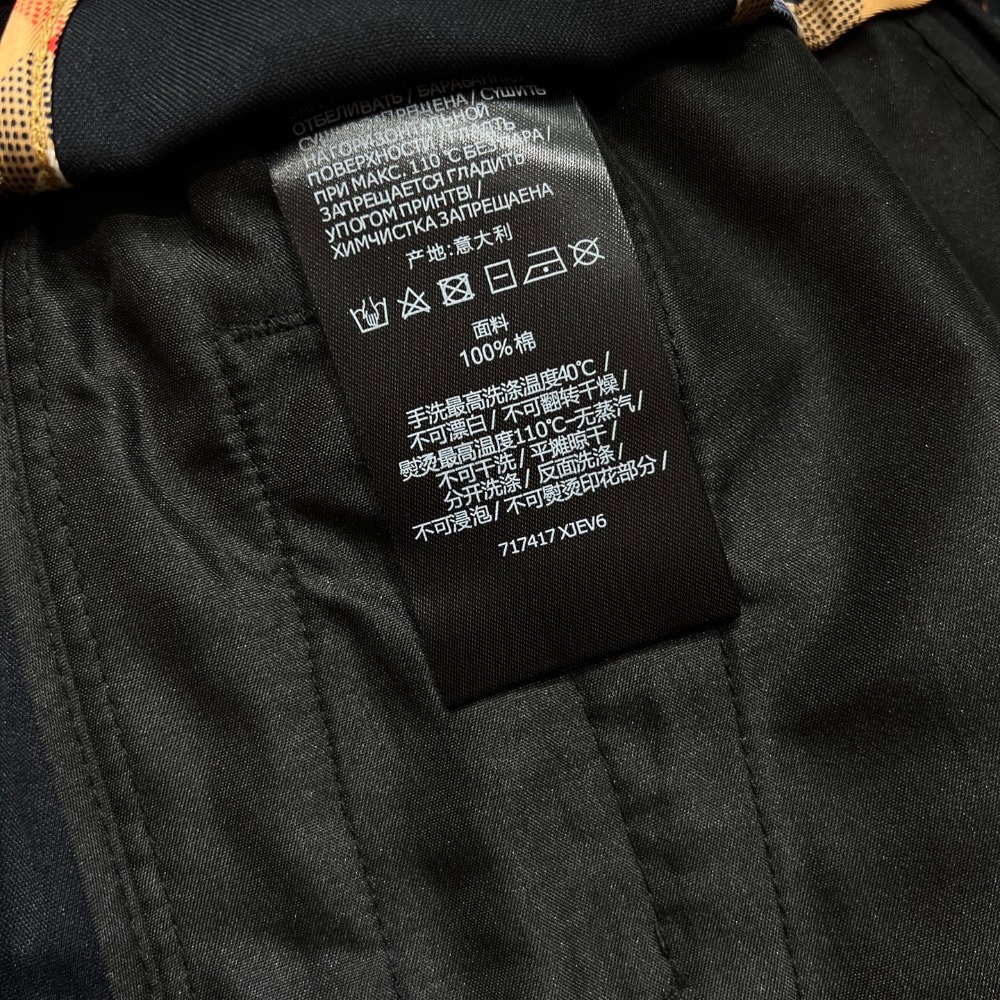 ОТБЕЛИВАТЬ / БАРАБАННАЯ
ЗАПРЕЩЕНА / СУШИТЬ
НА ГОРИЗОНТАЛЬНОЙ
ПОВЕРХНОСТИ / ГЛАДИТЬ
ПРИ МАКС. 110 °C БЕЗ ПАРА /
ЗАПРЕЩАЕТСЯ ГЛАДИТЬ
УПОГОМ ПРИНТВІ /
ХИМЧИСТКА ЗАПРЕЩАЕНА
产地:意大利
面料
100% 棉
手洗最高洗涤温度40℃ /
不可漂白 / 不可翻转干燥 /
熨烫最高温度110℃-无蒸汽 /
不可干洗 / 平摊晾干 /
分开洗涤 / 反面洗涤 /
不可浸泡 / 不可熨烫印花部分 /
717417 XJEV6